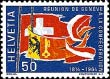 RÉUNION DE GENÈVE
À LA CONFÉDÉRATION
HELVETIA
50
1814-1964